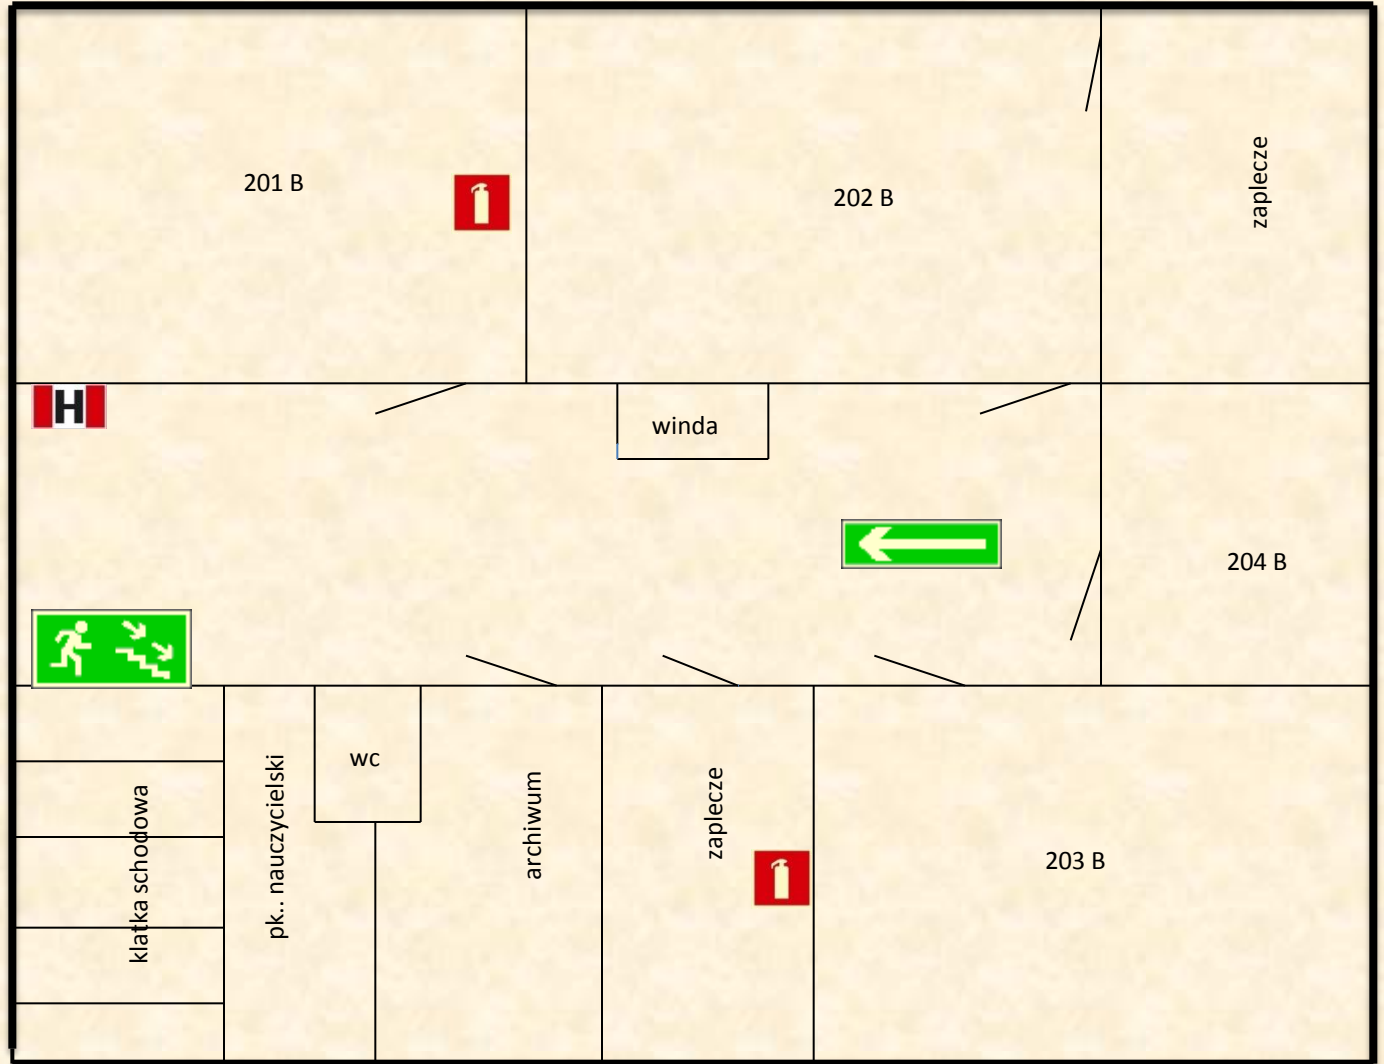 201 B
202 B
zaplecze
H
winda
204 B
klatka schodowa
pk.. nauczycielski
wc
archiwum
zaplecze
203 B